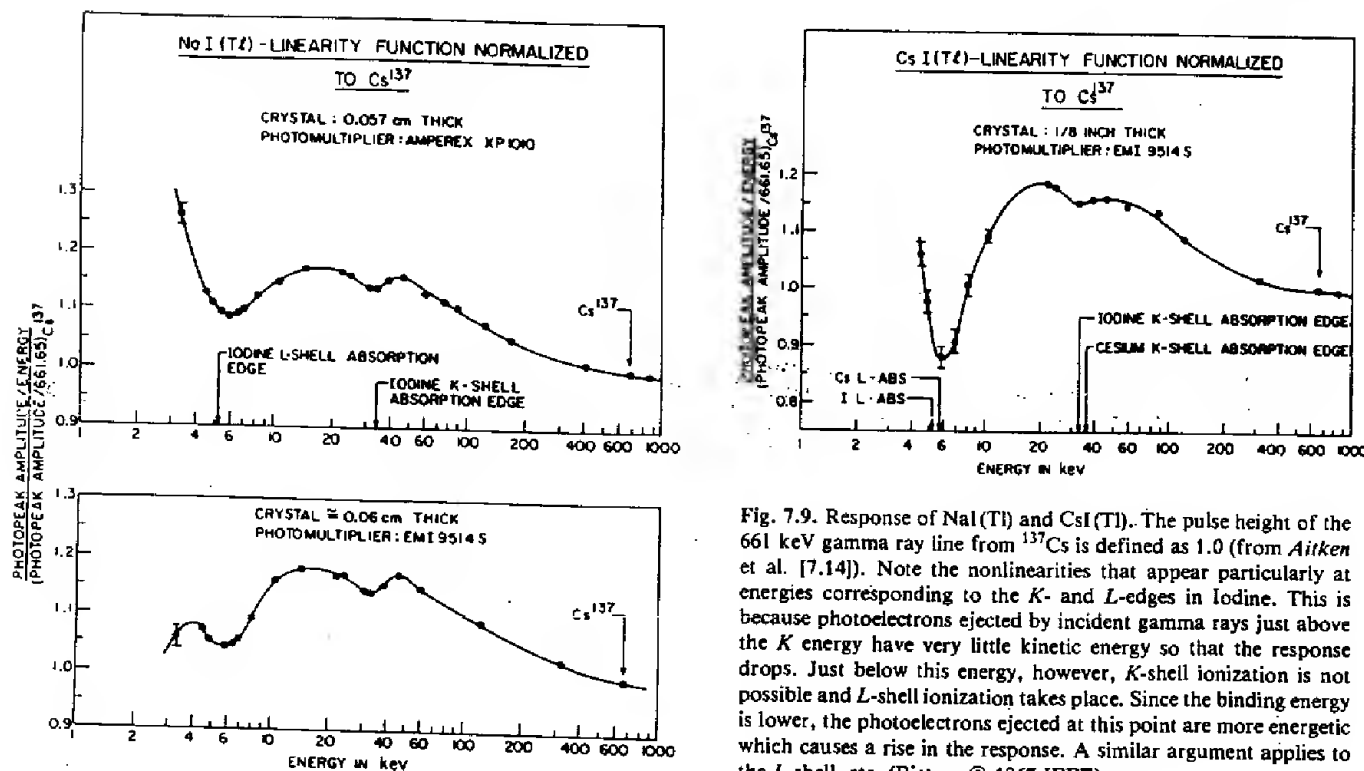 No I (Tℓ) - LINEARITY FUNCTION NORMALIZED
TO Cs137
CRYSTAL : 0.057 cm THICK
PHOTOMULTIPLIER : AMPEREX XP1010
PHOTOPEAK AMPLITUDE/ENERGY
(PHOTOPEAK AMPLITUDE/661.65)Cs137
1.3
1.2
1.1
1.0
0.9
Cs137
IODINE L-SHELL ABSORPTION
EDGE
IODINE K-SHELL
ABSORPTION EDGE
1 2 4 6 10 20 40 60 100 200 400 600 1000
ENERGY IN keV
CRYSTAL ≅ 0.06 cm THICK
PHOTOMULTIPLIER: EMI 9514 S
1.3
1.2
1.1
1.0
0.9
Cs137
1 2 4 6 10 20 40 60 100 200 400 600 1000
ENERGY IN keV
Cs I (Tℓ)-LINEARITY FUNCTION NORMALIZED
TO Cs137
CRYSTAL : 1/8 INCH THICK
PHOTOMULTIPLIER : EMI 9514 S
PHOTOPEAK AMPLITUDE/ENERGY
(PHOTOPEAK AMPLITUDE/661.65)Cs137
1.2
1.1
1.0
0.9
0.8
Cs137
IODINE K-SHELL ABSORPTION EDGE
CESIUM K-SHELL ABSORPTION EDGE
Cs L-ABS
I L-ABS
1 2 4 6 10 20 40 60 100 200 400 600 1000
ENERGY IN keV
Fig. 7.9. Response of NaI(Tl) and CsI(Tl). The pulse height of the
661 keV gamma ray line from 137Cs is defined as 1.0 (from Aitken
et al. [7.14]). Note the nonlinearities that appear particularly at
energies corresponding to the K- and L-edges in Iodine. This is
because photoelectrons ejected by incident gamma rays just above
the K energy have very little kinetic energy so that the response
drops. Just below this energy, however, K-shell ionization is not
possible and L-shell ionization takes place. Since the binding energy
is lower, the photoelectrons ejected at this point are more energetic
which causes a rise in the response. A similar argument applies to